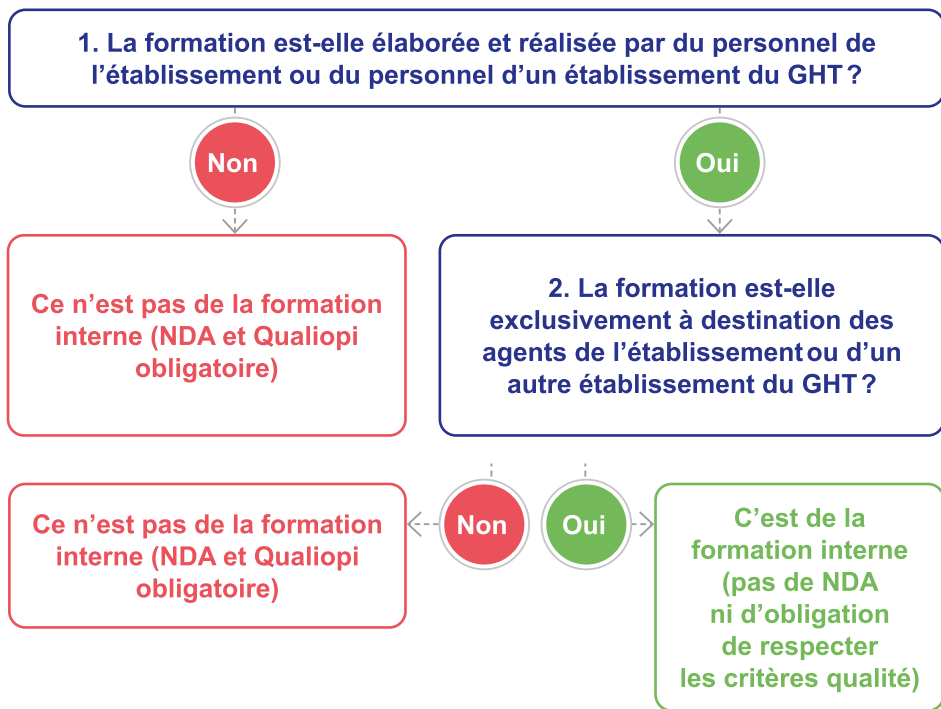 1. La formation est-elle élaborée et réalisée par du personnel de
l’établissement ou du personnel d’un établissement du GHT ?
Non
Oui
Ce n’est pas de la formation
interne (NDA et Qualiopi
obligatoire)
2. La formation est-elle
exclusivement à destination des
agents de l’établissement ou d’un
autre établissement du GHT ?
Ce n’est pas de la formation
interne (NDA et Qualiopi
obligatoire)
Non
Oui
C’est de la
formation interne
(pas de NDA
ni d’obligation
de respecter
les critères qualité)